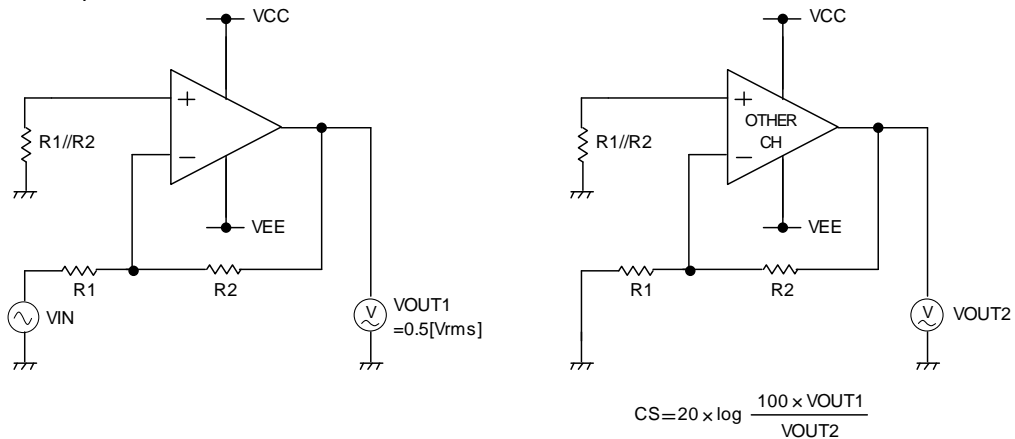 VCC
+
R1//R2
−
VEE
R1
R2
VIN
V
VOUT1
=0.5[Vrms]
VCC
+
OTHER
CH
R1//R2
−
VEE
R1
R2
V
VOUT2
CS=20×log 100×VOUT1
VOUT2